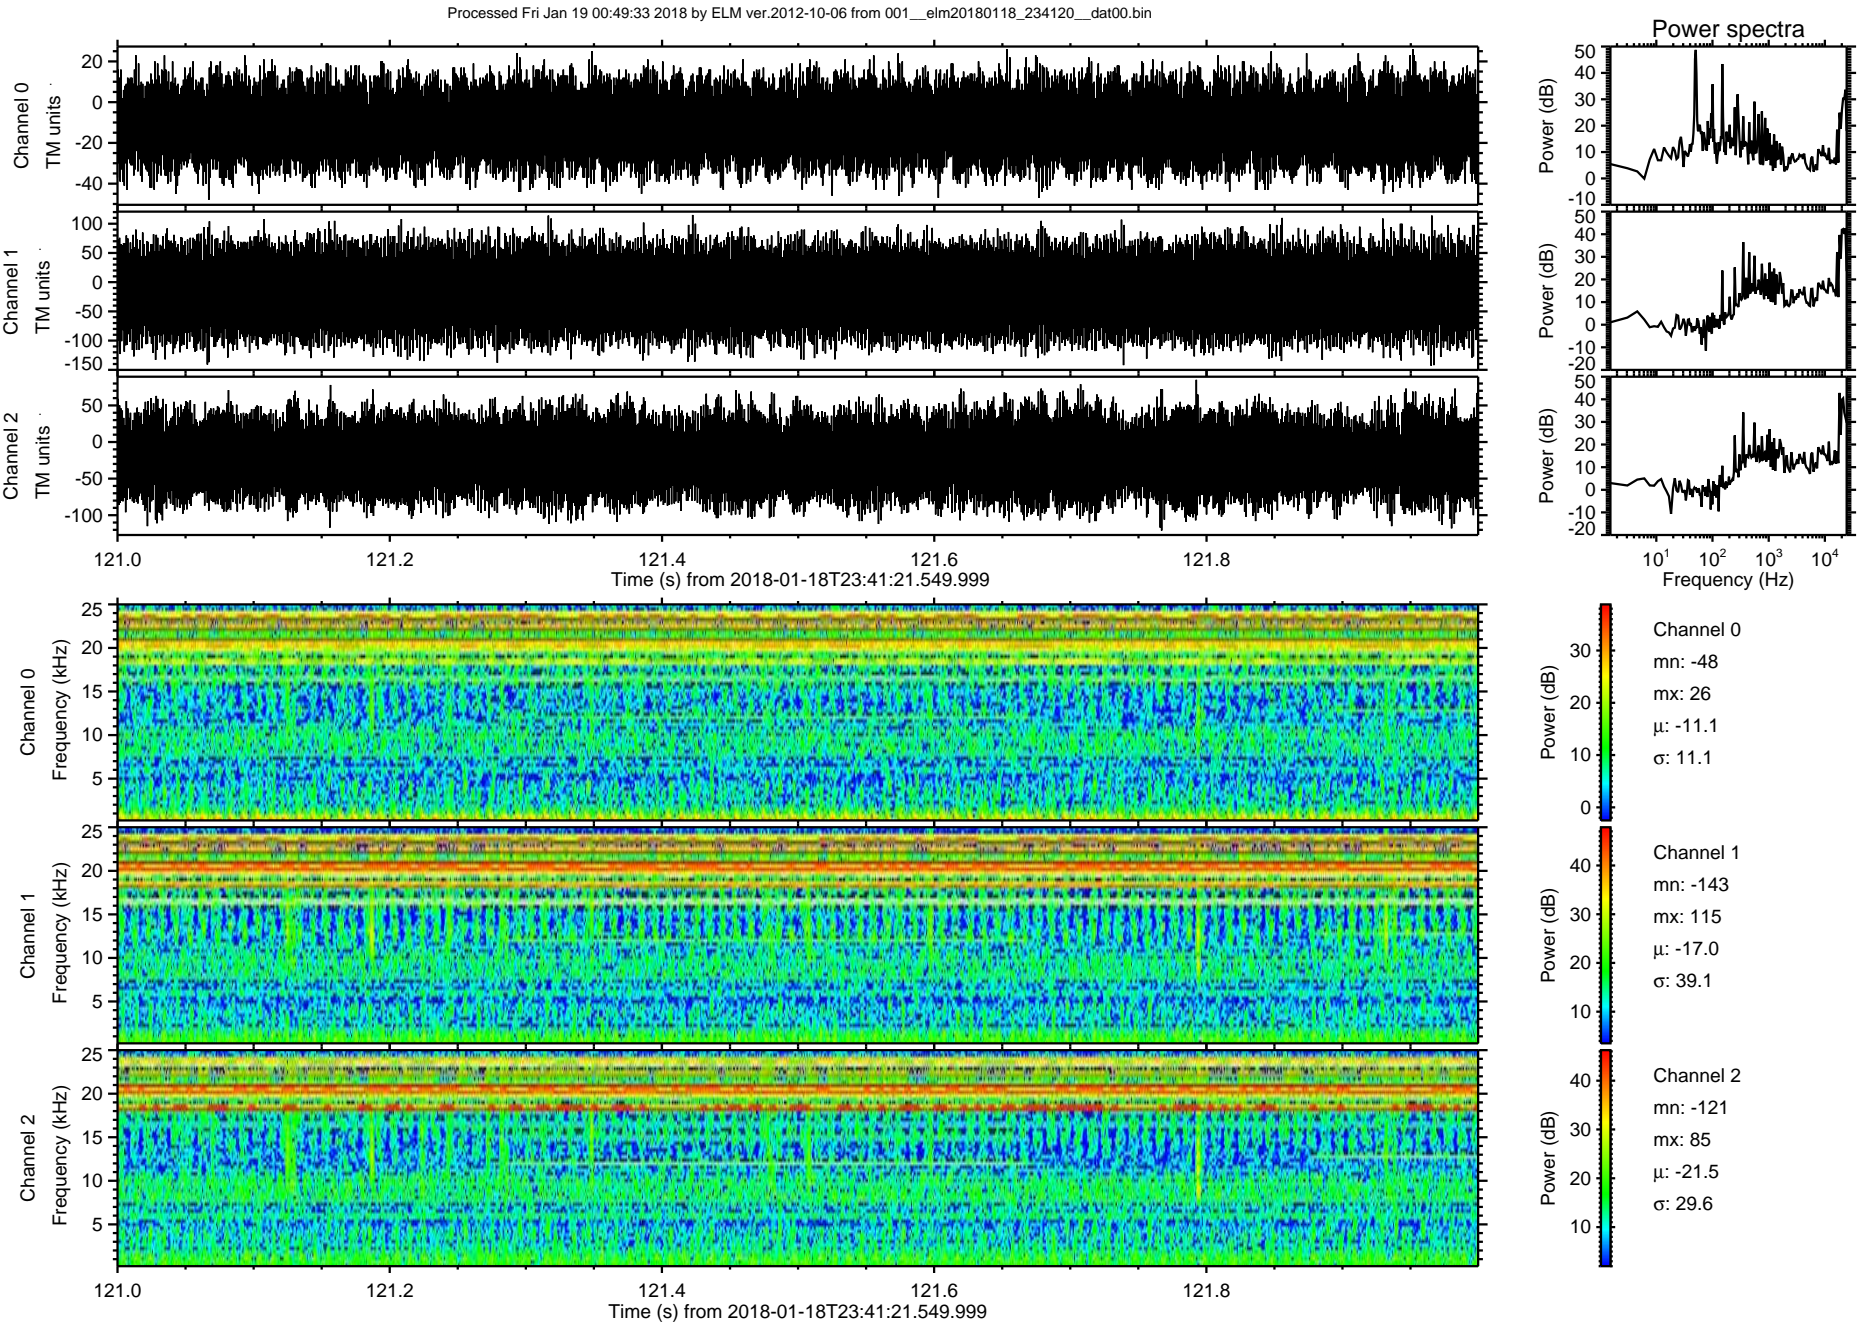 Processed Fri Jan 19 00:49:33 2018 by ELM ver.2012-10-06 from 001__elm20180118_234120__dat00.bin
Power spectra
Channel 0
TM units
20
0
-20
-40
Power (dB)
50
40
30
20
10
0
-10
Channel 1
TM units
100
50
0
-50
-100
-150
Power (dB)
50
40
30
20
10
0
-10
-20
Channel 2
TM units
50
0
-50
-100
Power (dB)
50
40
30
20
10
0
-10
-20
121.0 121.2 121.4 121.6 121.8
Time (s) from 2018-01-18T23:41:21.549.999
10¹ 10² 10³ 10⁴
Frequency (Hz)
Channel 0
Frequency (kHz)
25
20
15
10
5
Power (dB)
30
20
10
0
Channel 0
mn: -48
mx: 26
μ: -11.1
σ: 11.1
Channel 1
Frequency (kHz)
25
20
15
10
5
Power (dB)
40
30
20
10
Channel 1
mn: -143
mx: 115
μ: -17.0
σ: 39.1
Channel 2
Frequency (kHz)
25
20
15
10
5
Power (dB)
40
30
20
10
Channel 2
mn: -121
mx: 85
μ: -21.5
σ: 29.6
121.0 121.2 121.4 121.6 121.8
Time (s) from 2018-01-18T23:41:21.549.999